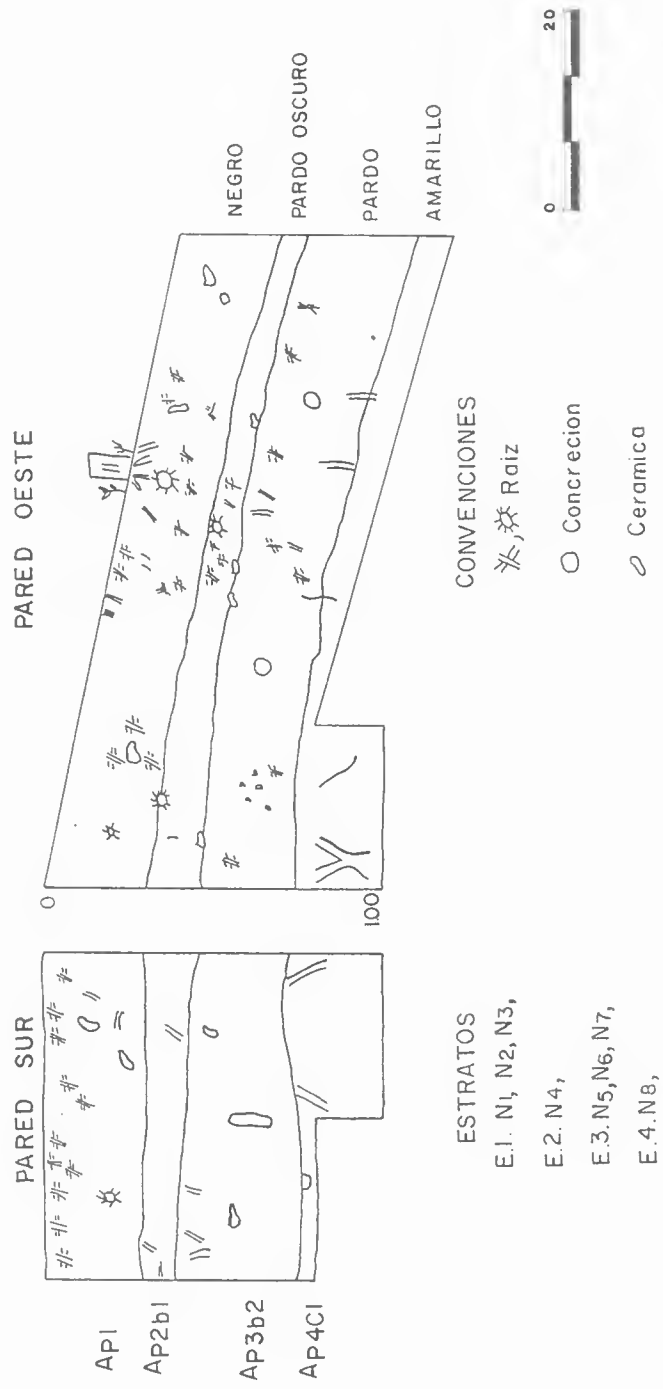 PARED SUR
PARED OESTE
Ap1
Ap2b1
Ap3b2
Ap4C1
0
100
NEGRO
PARDO OSCURO
PARDO
AMARILLO
ESTRATOS
E.1. N1, N2, N3,
E.2. N4,
E.3. N5, N6, N7,
E.4. N8,
CONVENCIONES
, Raiz
Concrecion
Ceramica
0 20